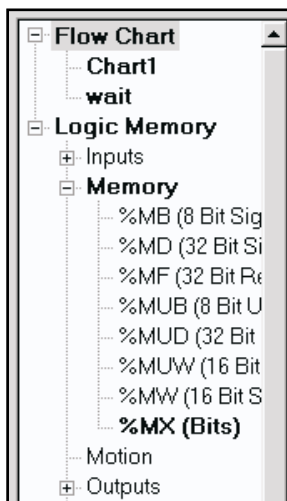 Flow Chart
Chart1
wait
Logic Memory
Inputs
Memory
%MB (8 Bit Sig
%MD (32 Bit Si
%MF (32 Bit Re
%MUB (8 Bit U
%MUD (32 Bit
%MUW (16 Bit
%MW (16 Bit S
%MX (Bits)
Motion
Outputs